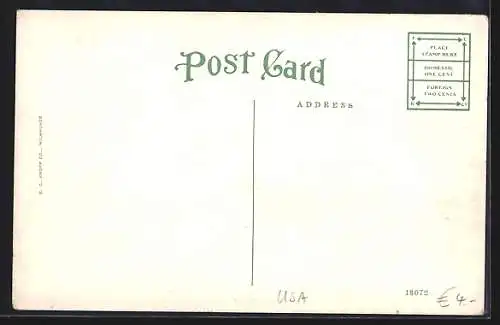 POST CARD
ADDRESS
PLACE
STAMP HERE
DOMESTIC
ONE CENT
FOREIGN
TWO CENTS
USA
18072
€ 4.-